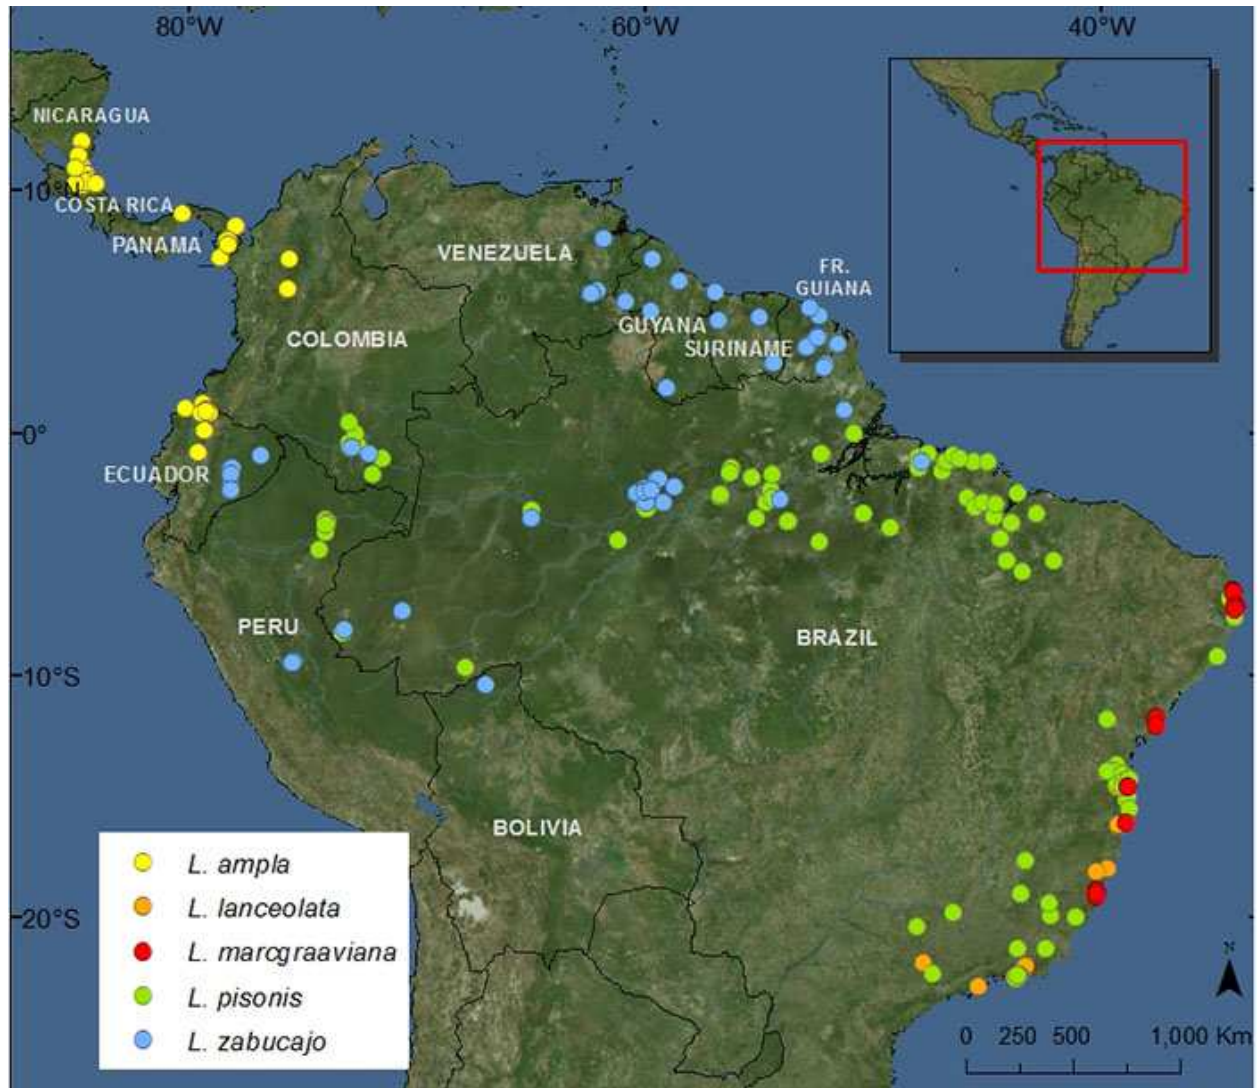 80°W
60°W
40°W
NICARAGUA
10°N
COSTA RICA
PANAMA
VENEZUELA
FR.
GUIANA
GUYANA
SURINAME
COLOMBIA
0°
ECUADOR
PERU
BRAZIL
10°S
BOLIVIA
20°S
L. ampla
L. lanceolata
L. marcgraaviana
L. pisonis
L. zabucajo
N
0 250 500 1,000 Km